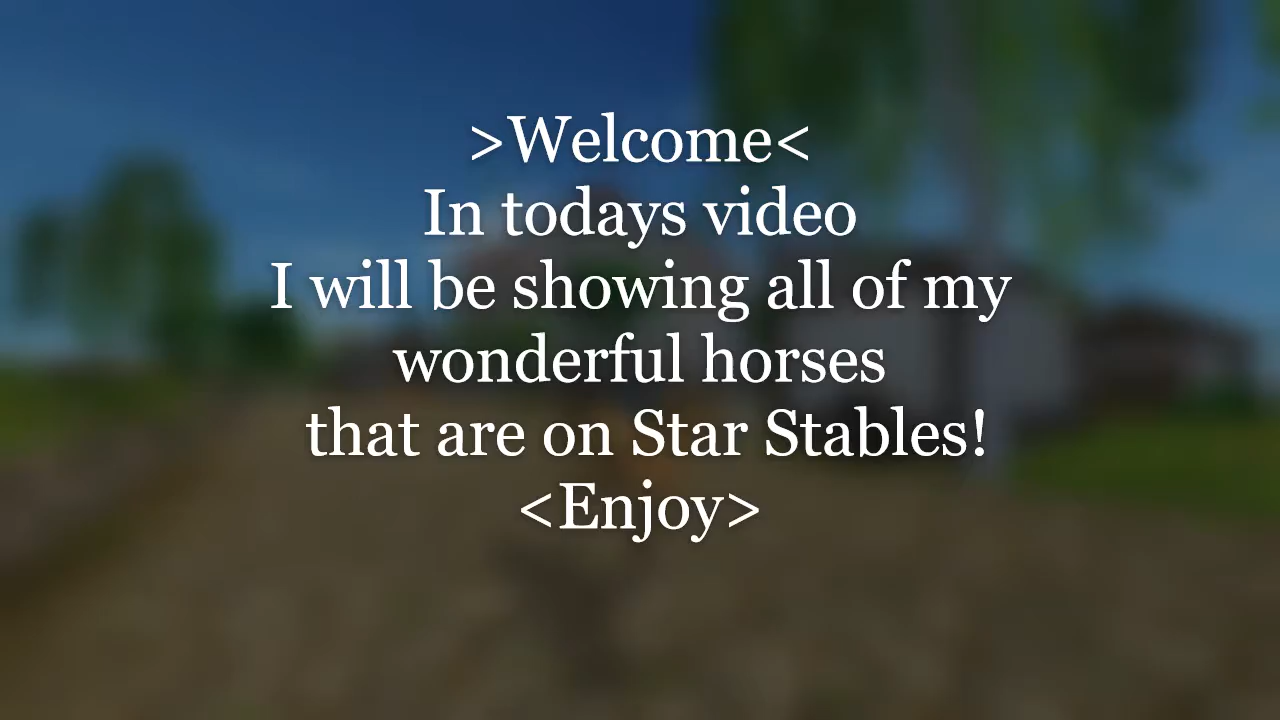 >Welcome<
In todays video
I will be showing all of my
wonderful horses
that are on Star Stables!
<Enjoy>